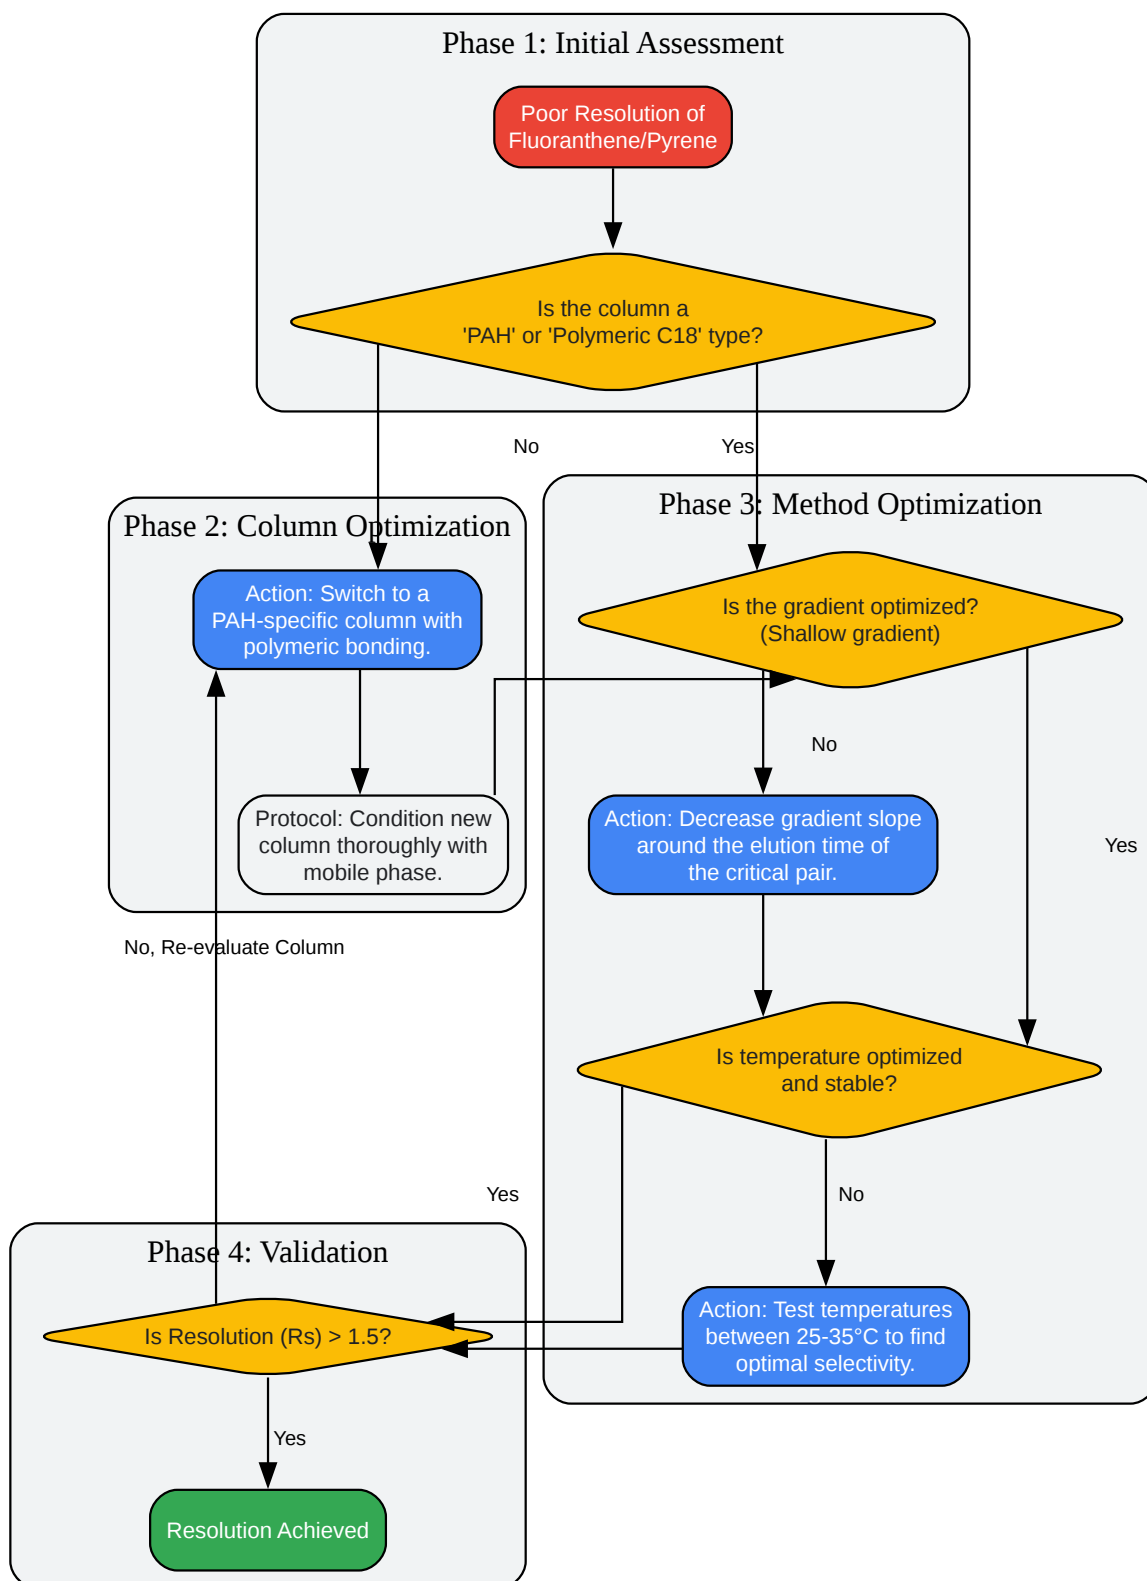 Phase 1: Initial Assessment
Poor Resolution of
Fluoranthene/Pyrene
Is the column a
'PAH' or 'Polymeric C18' type?
No
Yes
Phase 2: Column Optimization
Action: Switch to a
PAH-specific column with
polymeric bonding.
Protocol: Condition new
column thoroughly with
mobile phase.
Phase 3: Method Optimization
Is the gradient optimized?
(Shallow gradient)
No
Yes
Action: Decrease gradient slope
around the elution time of
the critical pair.
Is temperature optimized
and stable?
Yes
No
Action: Test temperatures
between 25-35°C to find
optimal selectivity.
No, Re-evaluate Column
Phase 4: Validation
Is Resolution (Rs) > 1.5?
Yes
Resolution Achieved